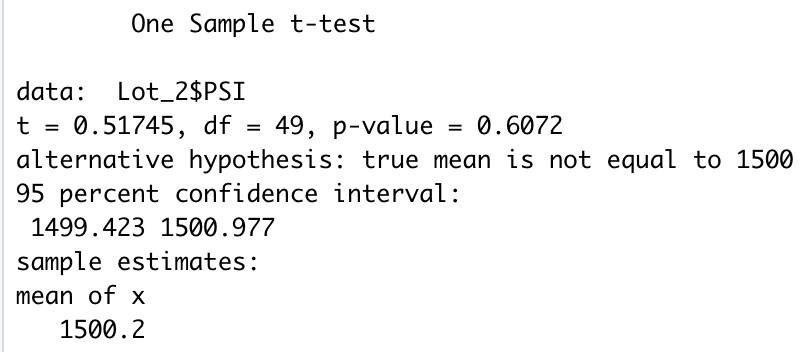 One Sample t-test
data:  Lot_2$PSI
t = 0.51745, df = 49, p-value = 0.6072
alternative hypothesis: true mean is not equal to 1500
95 percent confidence interval:
1499.423 1500.977
sample estimates:
mean of x
1500.2